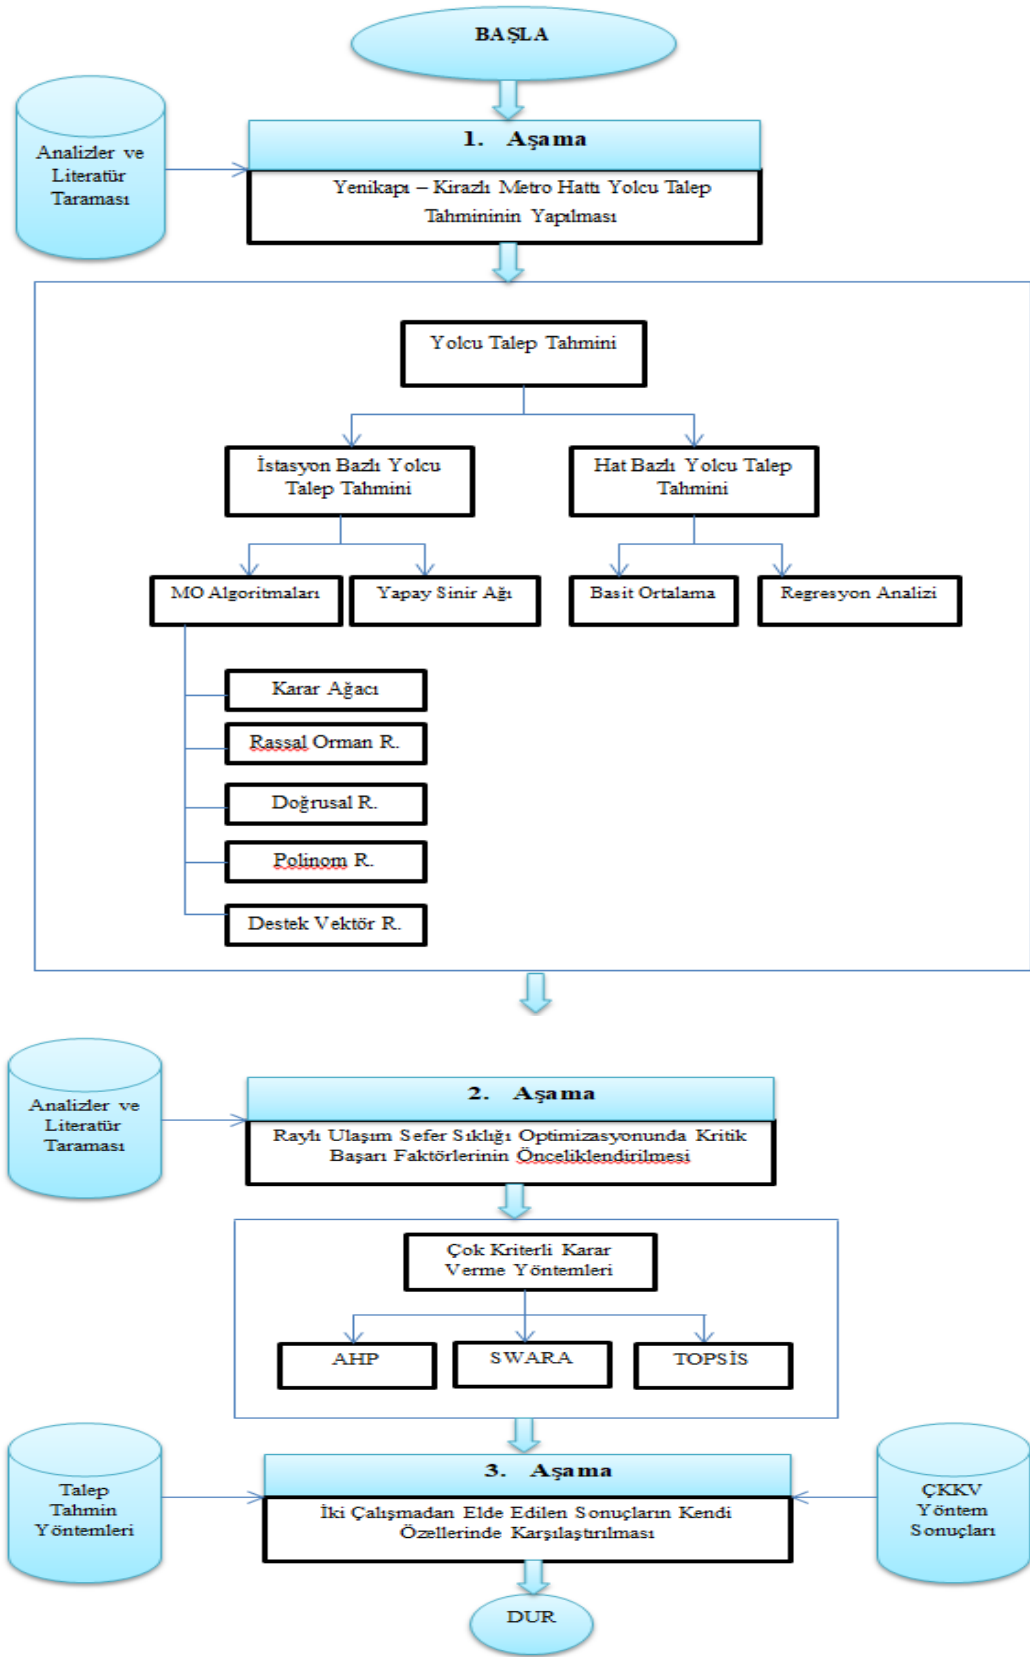 BAŞLA
Analizler ve
Literatür
Taraması
1. Aşama
Yenikapı – Kirazlı Metro Hattı Yolcu Talep
Tahmininin Yapılması
Yolcu Talep Tahmini
İstasyon Bazlı Yolcu
Talep Tahmini
Hat Bazlı Yolcu Talep
Tahmini
MO Algoritmaları
Yapay Sinir Ağı
Basit Ortalama
Regresyon Analizi
Karar Ağacı
Rassal Orman R.
Doğrusal R.
Polinom R.
Destek Vektör R.
Analizler ve
Literatür
Taraması
2. Aşama
Raylı Ulaşım Sefer Sıklığı Optimizasyonunda Kritik
Başarı Faktörlerinin Önceliklendirilmesi
Çok Kriterli Karar
Verme Yöntemleri
AHP
SWARA
TOPSİS
Talep
Tahmin
Yöntemleri
3. Aşama
İki Çalışmadan Elde Edilen Sonuçların Kendi
Özellerinde Karşılaştırılması
ÇKKV
Yöntem
Sonuçları
DUR